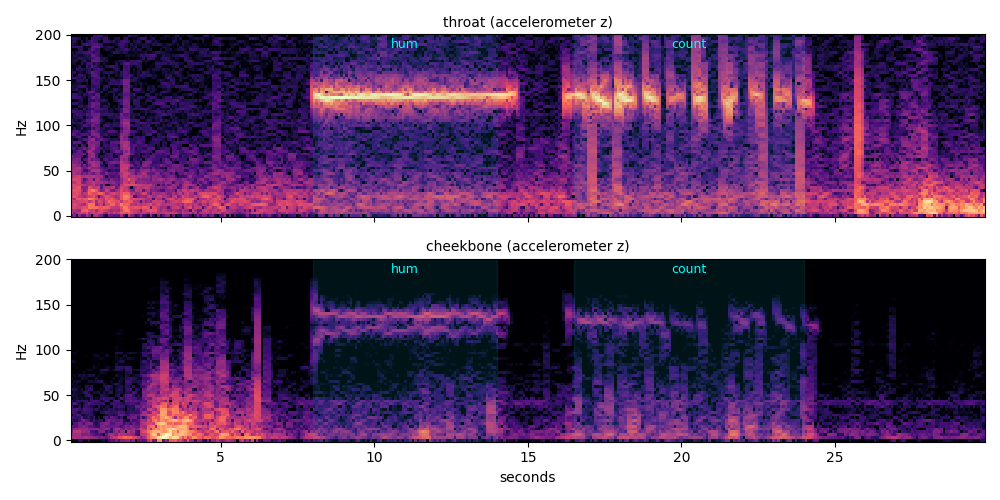 throat (accelerometer z)
200
hum
count
150
100
50
0
Hz
cheekbone (accelerometer z)
200
hum
count
150
100
50
0
Hz
5
10
15
20
25
seconds